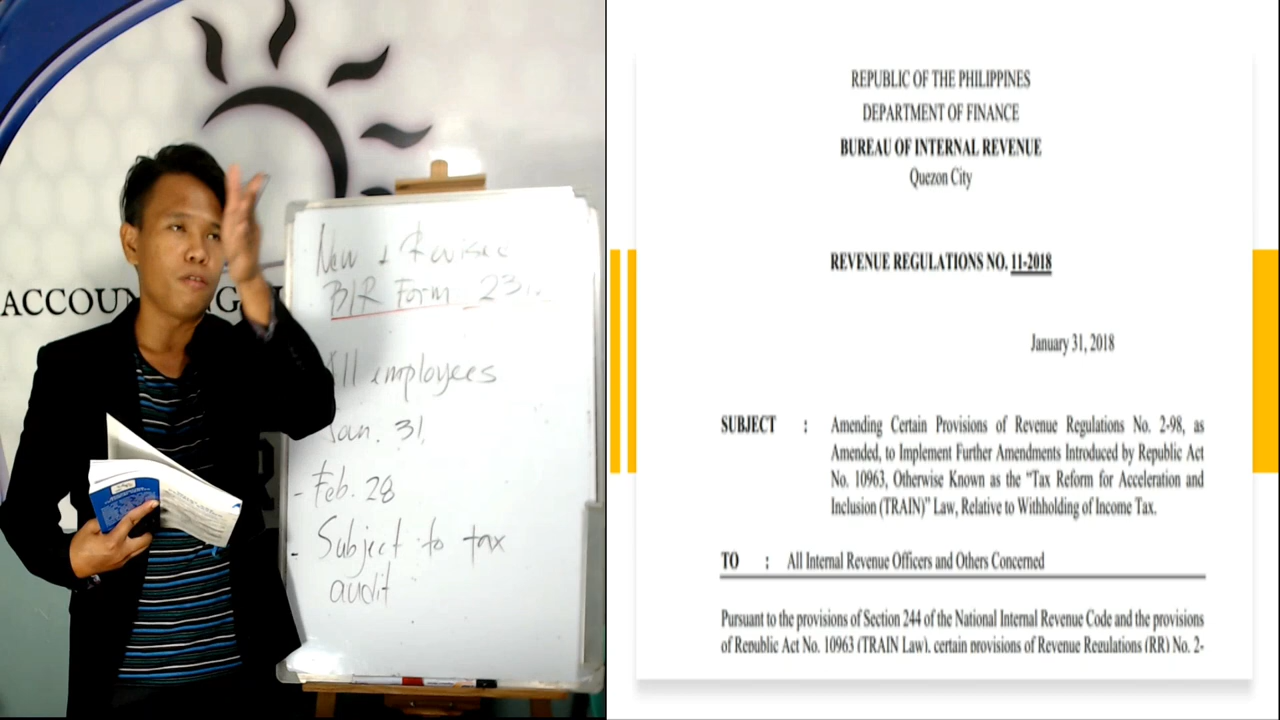 ACCOUN
New & Revised
BIR Form 231
All employees
Jan. 31
- Feb. 28
- Subject to tax
audit
REPUBLIC OF THE PHILIPPINES
DEPARTMENT OF FINANCE
BUREAU OF INTERNAL REVENUE
Quezon City
REVENUE REGULATIONS NO. 11-2018
January 31, 2018
SUBJECT : Amending Certain Provisions of Revenue Regulations No. 2-98, as
Amended, to Implement Further Amendments Introduced by Republic Act
No. 10963, Otherwise Known as the “Tax Reform for Acceleration and
Inclusion (TRAIN)” Law, Relative to Withholding of Income Tax.
TO : All Internal Revenue Officers and Others Concerned
Pursuant to the provisions of Section 244 of the National Internal Revenue Code and the provisions
of Republic Act No. 10963 (TRAIN Law), certain provisions of Revenue Regulations (RR) No. 2-